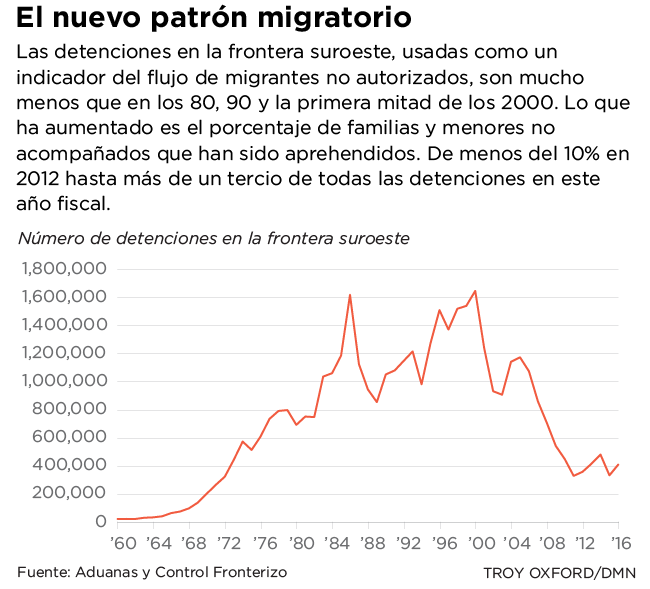 El nuevo patrón migratorio
Las detenciones en la frontera suroeste, usadas como un
indicador del flujo de migrantes no autorizados, son mucho
menos que en los 80, 90 y la primera mitad de los 2000. Lo que
ha aumentado es el porcentaje de familias y menores no
acompañados que han sido aprehendidos. De menos del 10% en
2012 hasta más de un tercio de todas las detenciones en este
año fiscal.
Número de detenciones en la frontera suroeste
1,800,000
1,600,000
1,400,000
1,200,000
1,000,000
800,000
600,000
400,000
200,000
0
’60 ’64 ’68 ’72 ’76 ’80 ’84 ’88 ’92 ’96 ’00 ’04 ’08 ’12 ’16
Fuente: Aduanas y Control Fronterizo TROY OXFORD/DMN